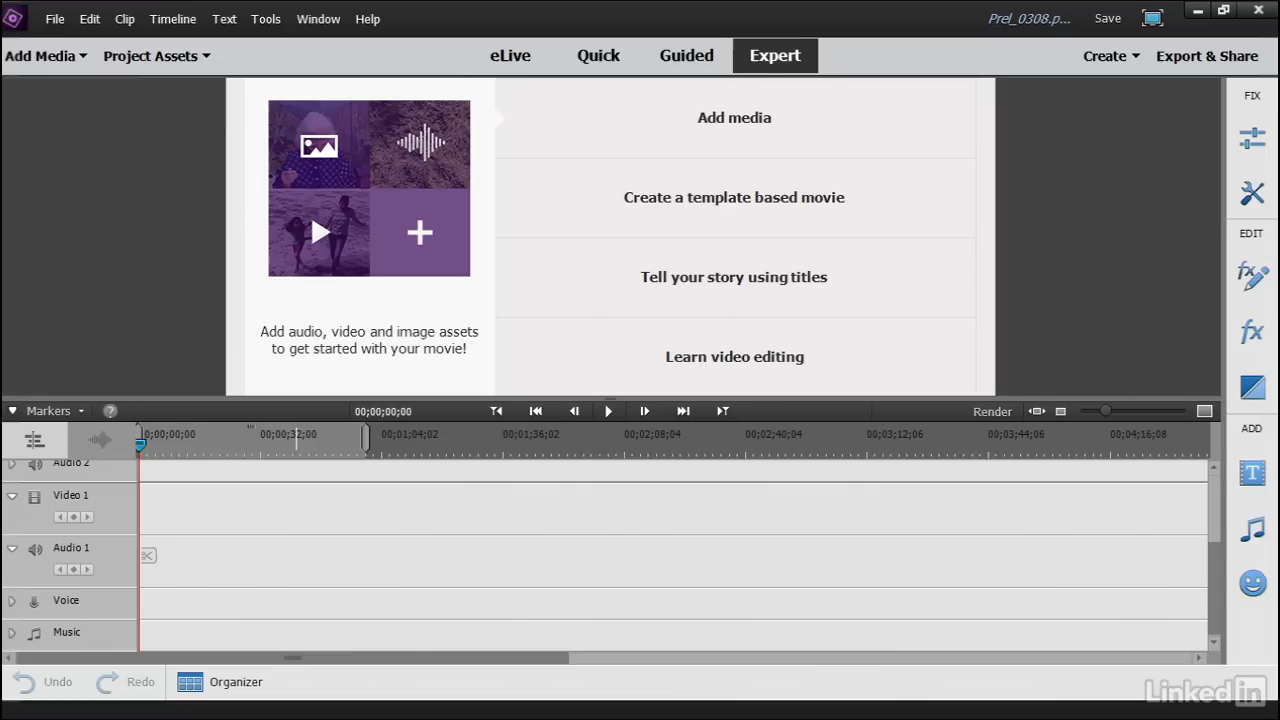 File Edit Clip Timeline Text Tools Window Help Prel_0308.p... Save
Add Media Project Assets eLive Quick Guided Expert Create Export & Share
FIX
Add media
Create a template based movie
EDIT
Tell your story using titles
Add audio, video and image assets
to get started with your movie!
Learn video editing
Markers ? 00;00;00;00 Render
0;00;00;00 00;00;32;00 00;01;04;02 00;01;36;02 00;02;08;04 00;02;40;04 00;03;12;06 00;03;44;06 00;04;16;08
ADD
Audio 2
Video 1
Audio 1
Voice
Music
Undo Redo Organizer
LinkedIn